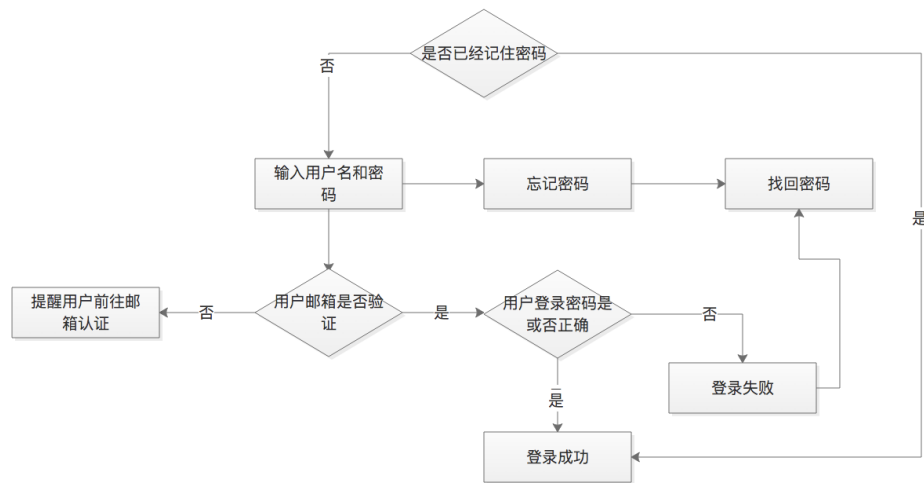 是否已经记住密码
否
输入用户名和密
码
忘记密码
找回密码
是
提醒用户前往邮
箱认证
否
用户邮箱是否验
证
是
用户登录密码是
或否正确
否
登录失败
是
登录成功